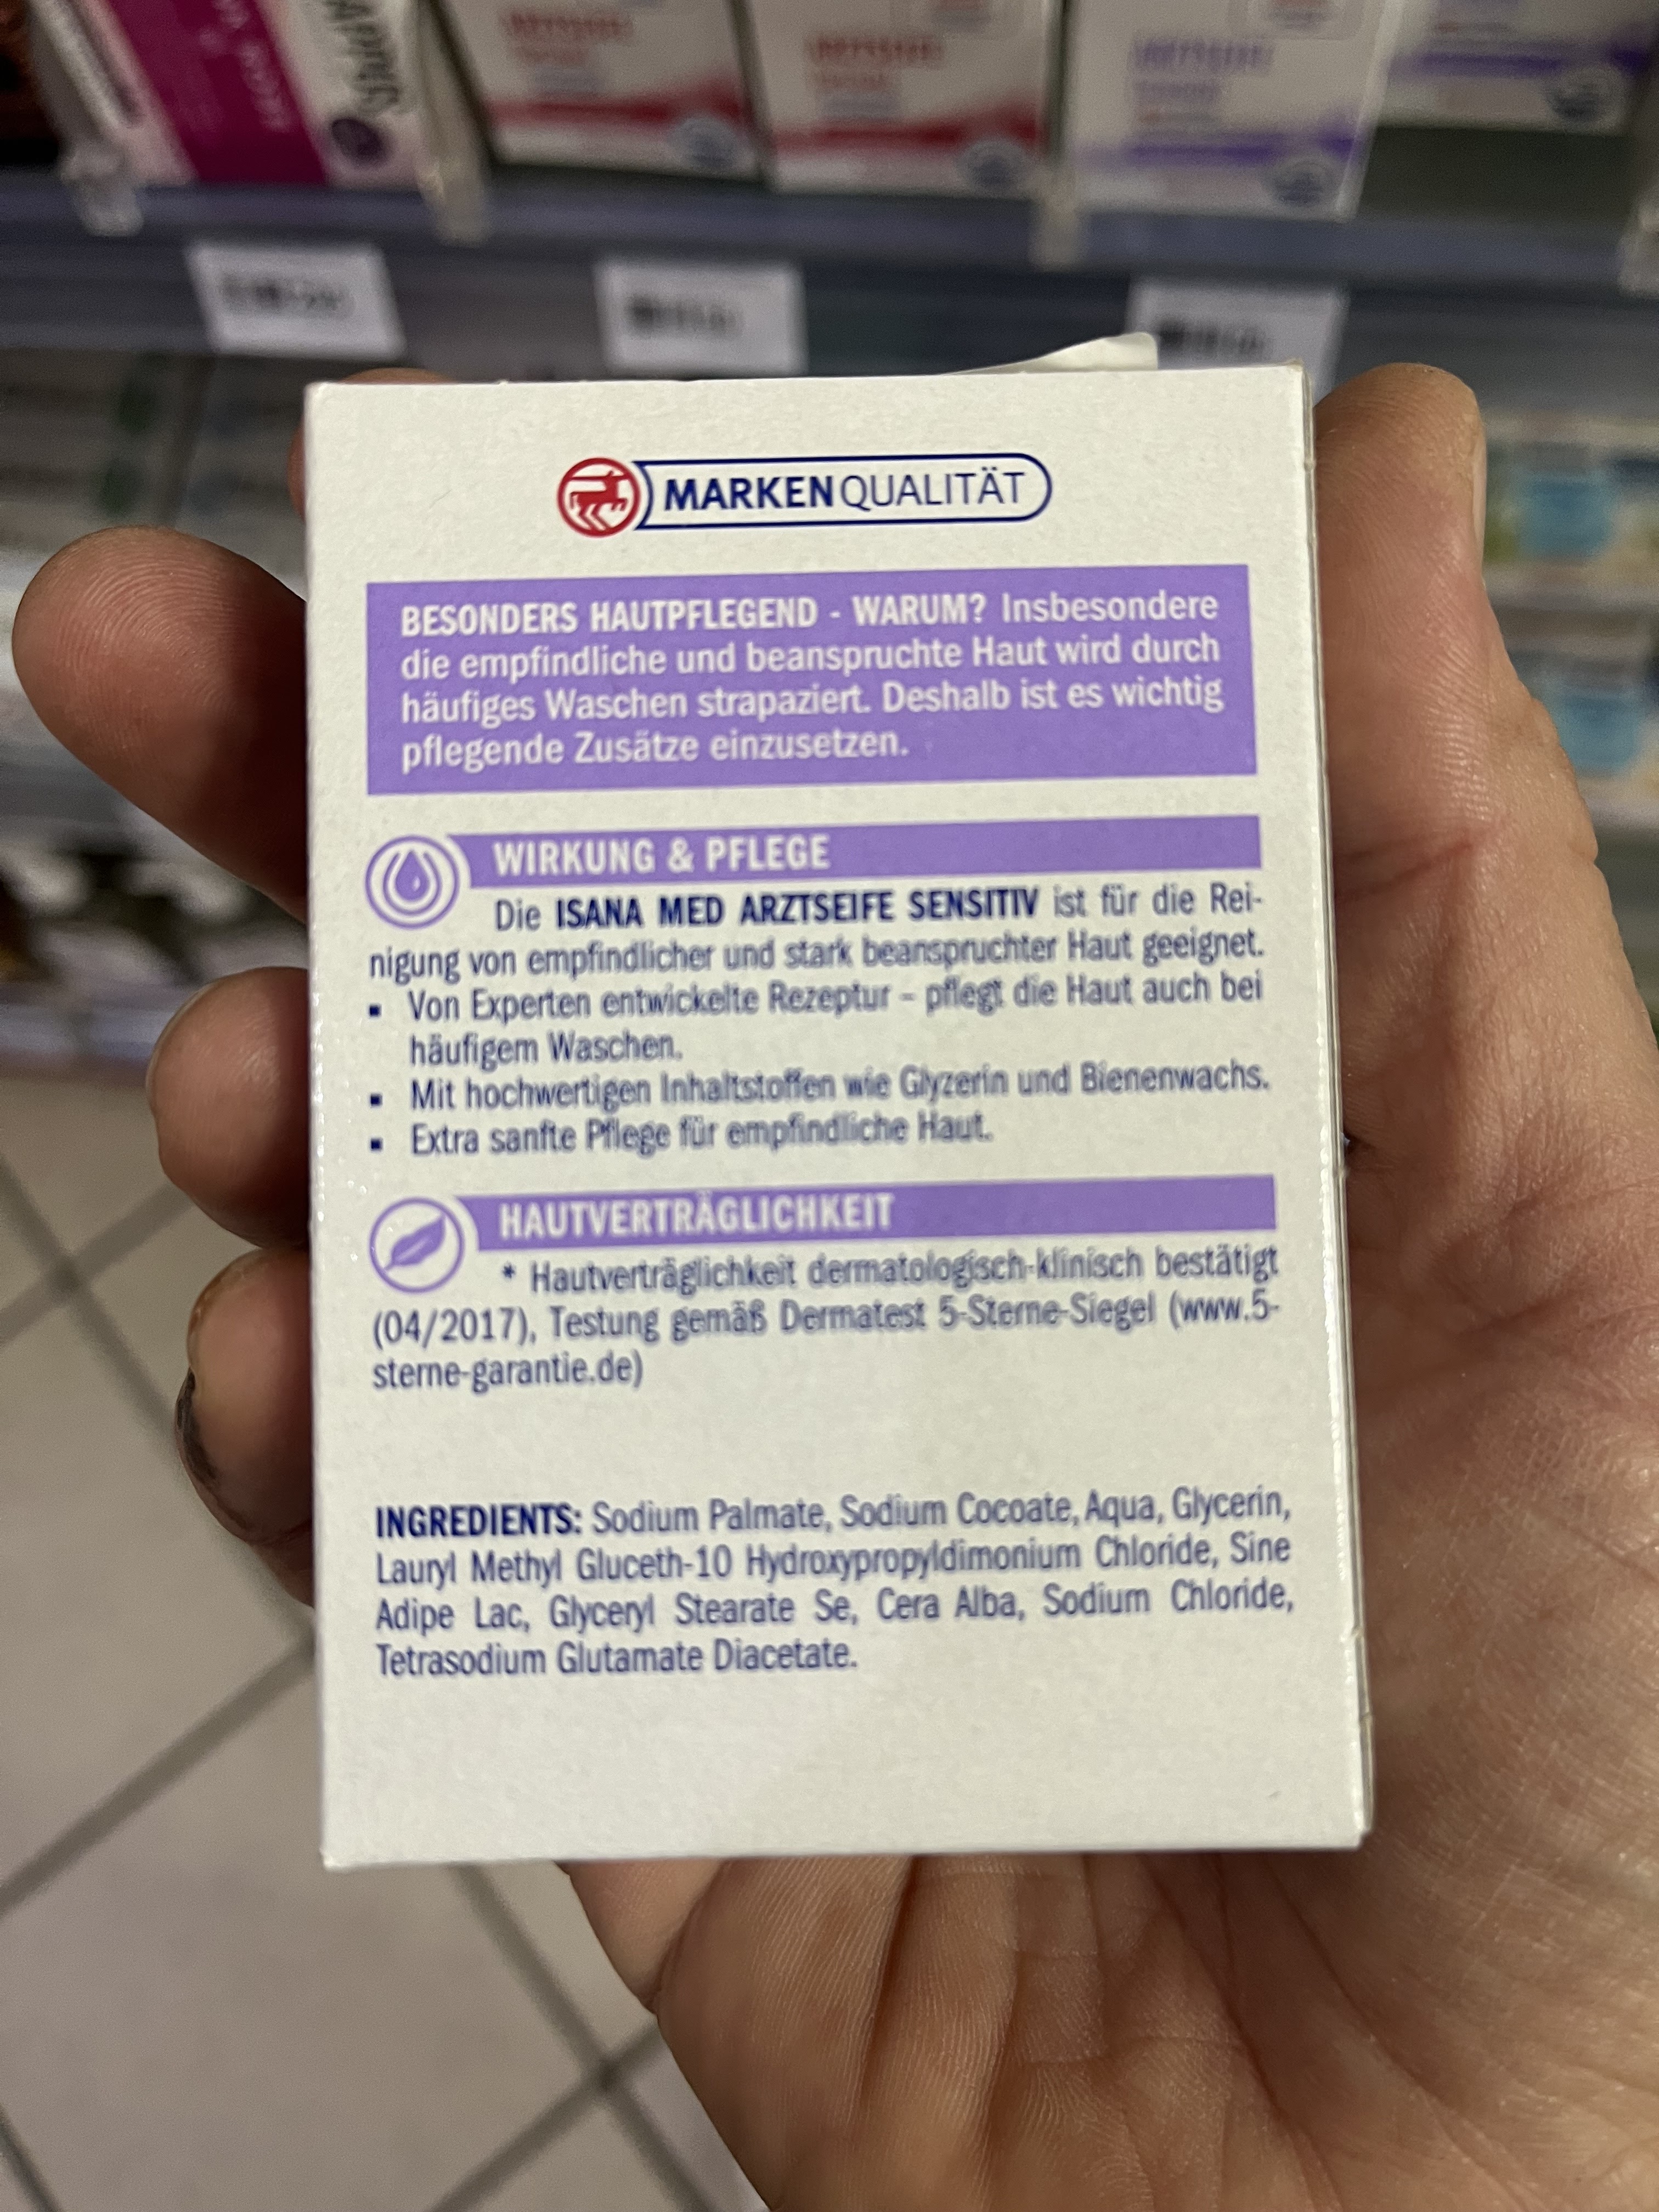 MARKENQUALITÄT
BESONDERS HAUTPFLEGEND - WARUM? Insbesondere
die empfindliche und beanspruchte Haut wird durch
häufiges Waschen strapaziert. Deshalb ist es wichtig
pflegende Zusätze einzusetzen.
WIRKUNG & PFLEGE
Die ISANA MED ARZTSEIFE SENSITIV ist für die Rei-
nigung von empfindlicher und stark beanspruchter Haut geeignet.
▪ Von Experten entwickelte Rezeptur – pflegt die Haut auch bei
häufigem Waschen.
▪ Mit hochwertigen Inhaltstoffen wie Glyzerin und Bienenwachs.
▪ Extra sanfte Pflege für empfindliche Haut.
HAUTVERTRÄGLICHKEIT
* Hautverträglichkeit dermatologisch-klinisch bestätigt
(04/2017), Testung gemäß Dermatest 5-Sterne-Siegel (www.5-
sterne-garantie.de)
INGREDIENTS: Sodium Palmate, Sodium Cocoate, Aqua, Glycerin,
Lauryl Methyl Gluceth-10 Hydroxypropyldimonium Chloride, Sine
Adipe Lac, Glyceryl Stearate Se, Cera Alba, Sodium Chloride,
Tetrasodium Glutamate Diacetate.